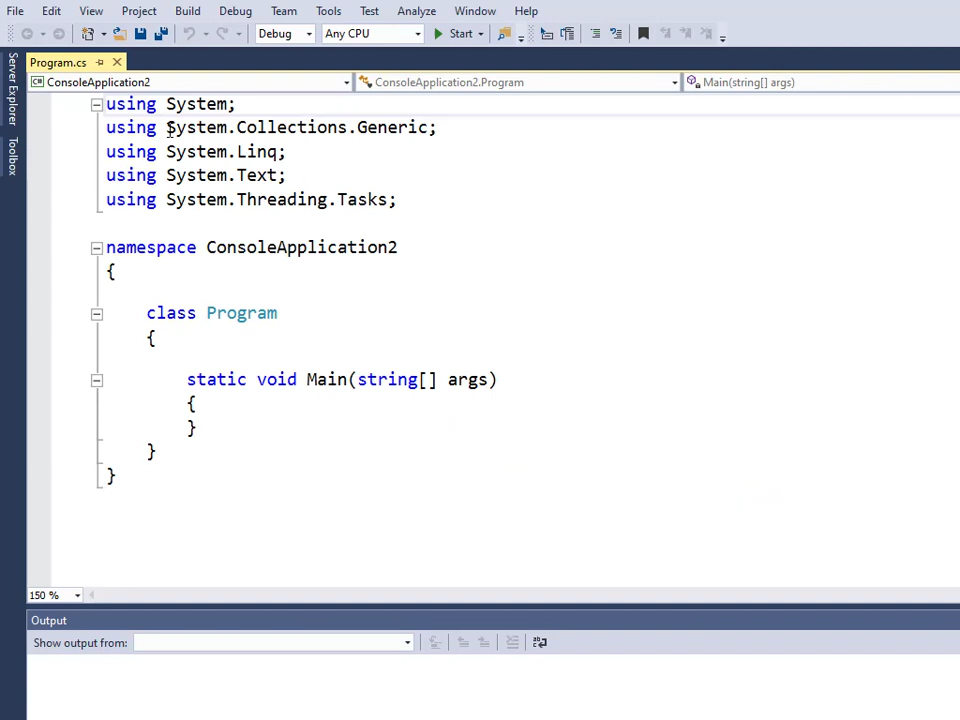 File Edit View Project Build Debug Team Tools Test Analyze Window Help
Debug Any CPU Start
Program.cs
ConsoleApplication2 ConsoleApplication2.Program Main(string[] args)
Server Explorer
Toolbox
using System;
using System.Collections.Generic;
using System.Linq;
using System.Text;
using System.Threading.Tasks;
namespace ConsoleApplication2
{
class Program
{
static void Main(string[] args)
{
}
}
}
150 %
Output
Show output from: